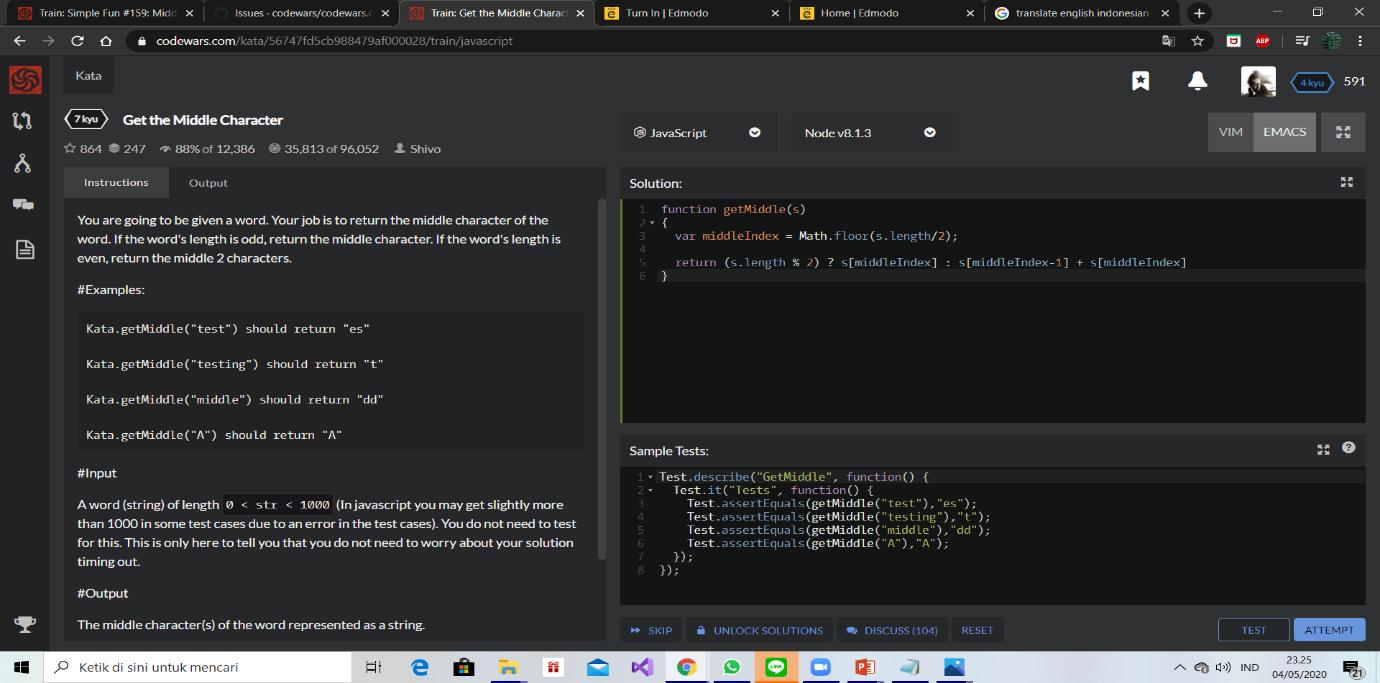 Train: Simple Fun #159: Midd
Issues · codewars/codewars.c
Train: Get the Middle Charact
Turn In | Edmodo
Home | Edmodo
translate english indonesian
codewars.com/kata/56747fd5cb988479af000028/train/javascript
ABP
Kata
4 kyu
591
7 kyu
Get the Middle Character
864
247
88% of 12,386
35,813 of 96,052
Shivo
JavaScript
Node v8.1.3
VIM
EMACS
Instructions
Output
You are going to be given a word. Your job is to return the middle character of the
word. If the word's length is odd, return the middle character. If the word's length is
even, return the middle 2 characters.
#Examples:
Kata.getMiddle("test") should return "es"
Kata.getMiddle("testing") should return "t"
Kata.getMiddle("middle") should return "dd"
Kata.getMiddle("A") should return "A"
#Input
A word (string) of length 0 < str < 1000 (In javascript you may get slightly more
than 1000 in some test cases due to an error in the test cases). You do not need to test
for this. This is only here to tell you that you do not need to worry about your solution
timing out.
#Output
The middle character(s) of the word represented as a string.
Solution:
1 function getMiddle(s)
2 {
3 var middleIndex = Math.floor(s.length/2);
4
5 return (s.length % 2) ? s[middleIndex] : s[middleIndex-1] + s[middleIndex]
6 }
Sample Tests:
1 Test.describe("GetMiddle", function() {
2 Test.it("Tests", function() {
3 Test.assertEquals(getMiddle("test"),"es");
4 Test.assertEquals(getMiddle("testing"),"t");
5 Test.assertEquals(getMiddle("middle"),"dd");
6 Test.assertEquals(getMiddle("A"),"A");
7 });
8 });
SKIP
UNLOCK SOLUTIONS
DISCUSS (104)
RESET
TEST
ATTEMPT
Ketik di sini untuk mencari
LINE
IND
23.25
04/05/2020
21